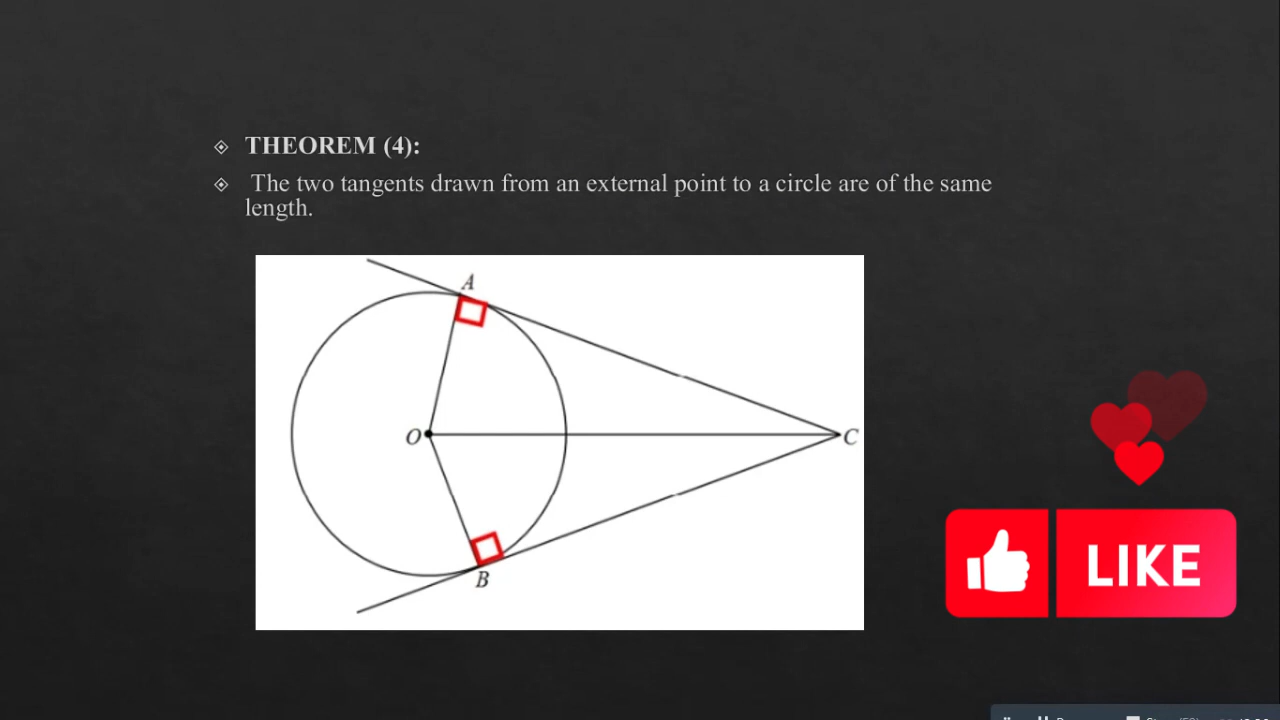 THEOREM (4):
The two tangents drawn from an external point to a circle are of the same
length.
A
O
C
B
LIKE